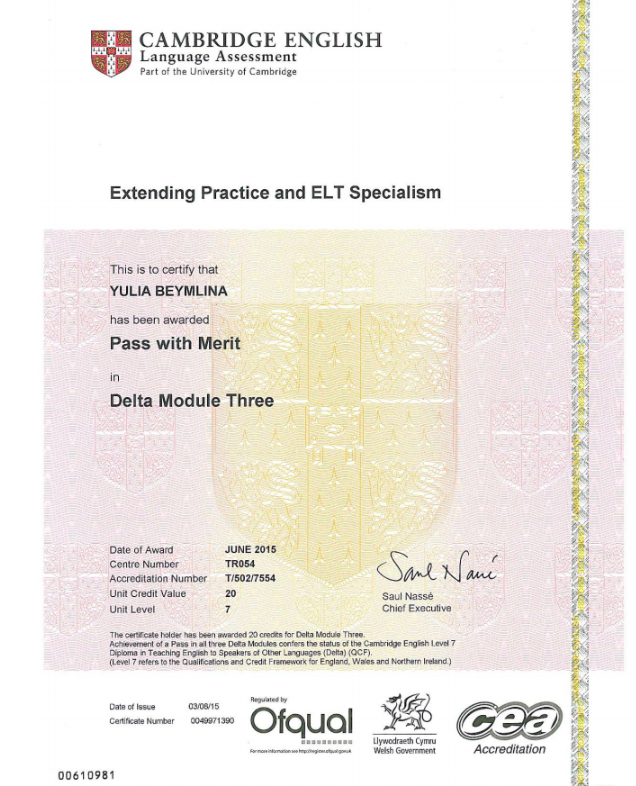 CAMBRIDGE ENGLISH
Language Assessment
Part of the University of Cambridge
Extending Practice and ELT Specialism
This is to certify that
YULIA BEYMLINA
has been awarded
Pass with Merit
in
Delta Module Three
Date of Award JUNE 2015
Centre Number TR054
Accreditation Number T/502/7554
Unit Credit Value 20
Unit Level 7
Saul Nassé
Saul Nassé
Chief Executive
The certificate holder has been awarded 20 credits for Delta Module Three.
Achievement of a Pass in all three Delta Modules confers the status of the Cambridge English Level 7
Diploma in Teaching English to Speakers of Other Languages (Delta) (QCF).
(Level 7 refers to the Qualifications and Credit Framework for England, Wales and Northern Ireland.)
Date of Issue 03/08/15
Certificate Number 0049971390
Regulated by
Ofqual
For more information see http://register.ofqual.gov.uk
Llywodraeth Cymru
Welsh Government
cea
Accreditation
00610981